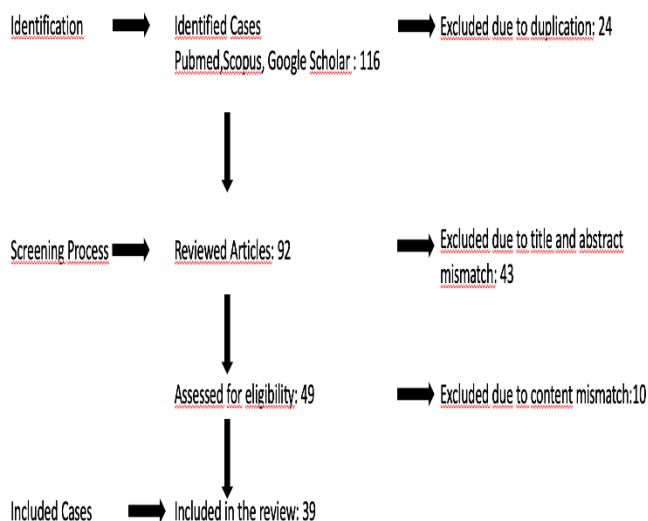 Identification
Identified Cases
Pubmed,Scopus, Google Scholar : 116
Excluded due to duplication: 24
Screening Process
Reviewed Articles: 92
Excluded due to title and abstract
mismatch: 43
Assessed for eligibility: 49
Excluded due to content mismatch:10
Included Cases
Included in the review: 39